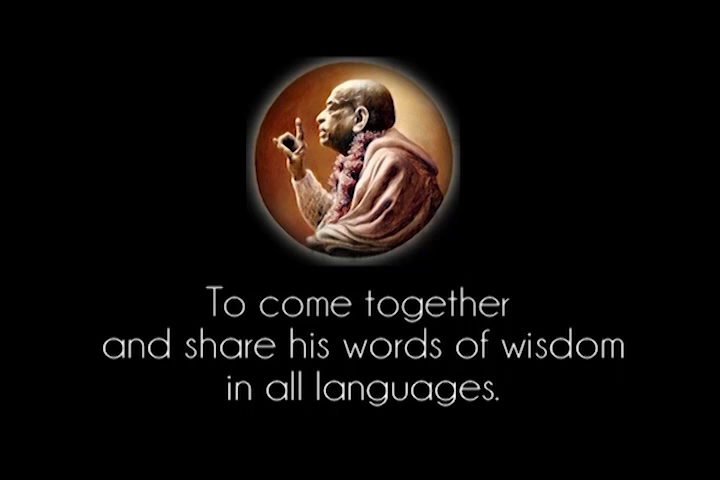 To come together
and share his words of wisdom
in all languages.